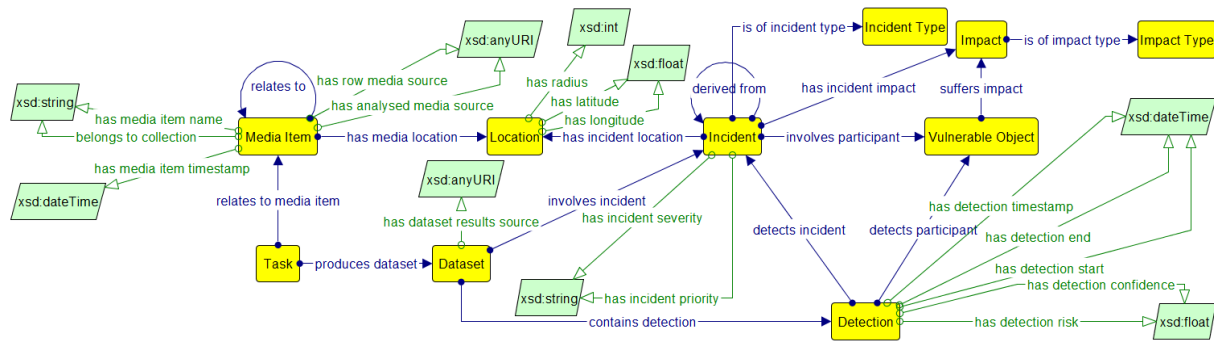 xsd:anyURI
xsd:int
is of incident type
Incident Type
Impact
is of impact type
Impact Type
has row media source
xsd:float
relates to
has radius
derived from
has incident impact
suffers impact
xsd:string
has analysed media source
has latitude
has media item name
has longitude
xsd:dateTime
belongs to collection
Media Item
has media location
Location
has incident location
Incident
involves participant
Vulnerable Object
has media item timestamp
xsd:dateTime
xsd:anyURI
relates to media item
involves incident
has detection timestamp
has dataset results source
has incident severity
detects incident
detects participant
has detection end
Task
produces dataset
Dataset
has detection start
has detection confidence
xsd:string
has incident priority
contains detection
Detection
has detection risk
xsd:float